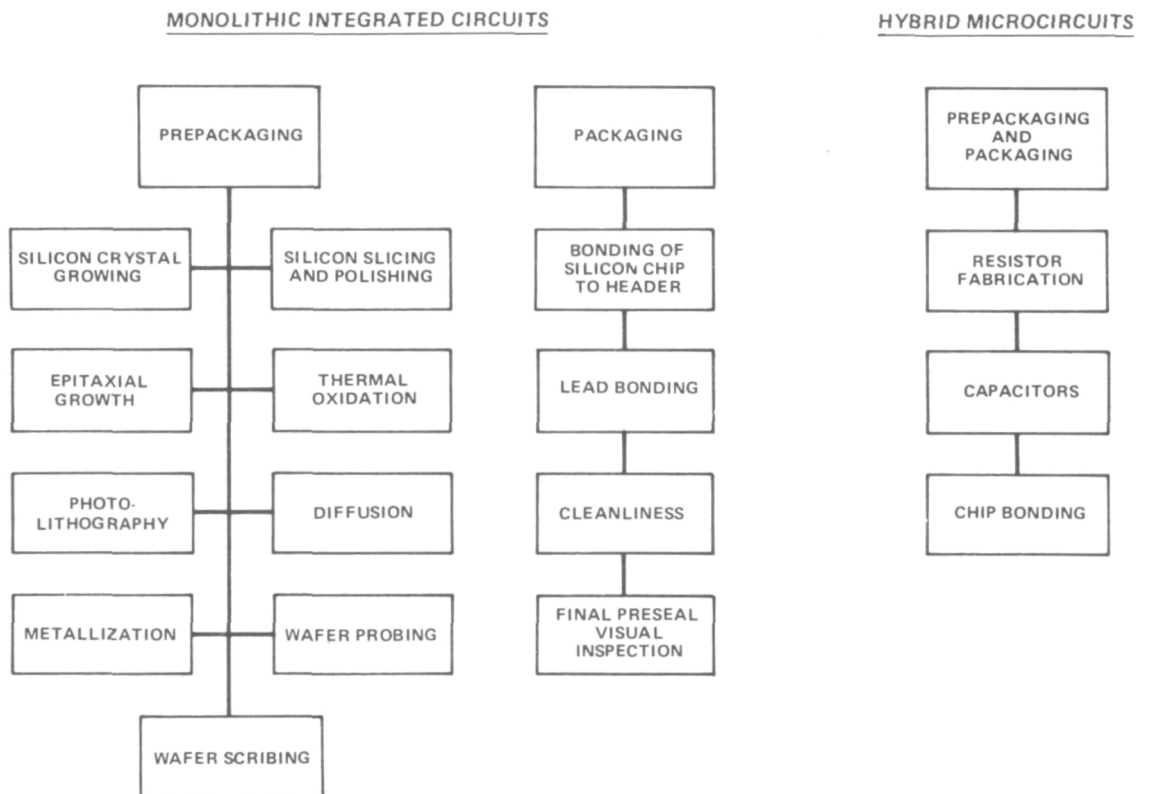 MONOLITHIC INTEGRATED CIRCUITS
PREPACKAGING
SILICON CRYSTAL
GROWING
SILICON SLICING
AND POLISHING
EPITAXIAL
GROWTH
THERMAL
OXIDATION
PHOTO-
LITHOGRAPHY
DIFFUSION
METALLIZATION
WAFER PROBING
WAFER SCRIBING
PACKAGING
BONDING OF
SILICON CHIP
TO HEADER
LEAD BONDING
CLEANLINESS
FINAL PRESEAL
VISUAL
INSPECTION
HYBRID MICROCIRCUITS
PREPACKAGING
AND
PACKAGING
RESISTOR
FABRICATION
CAPACITORS
CHIP BONDING